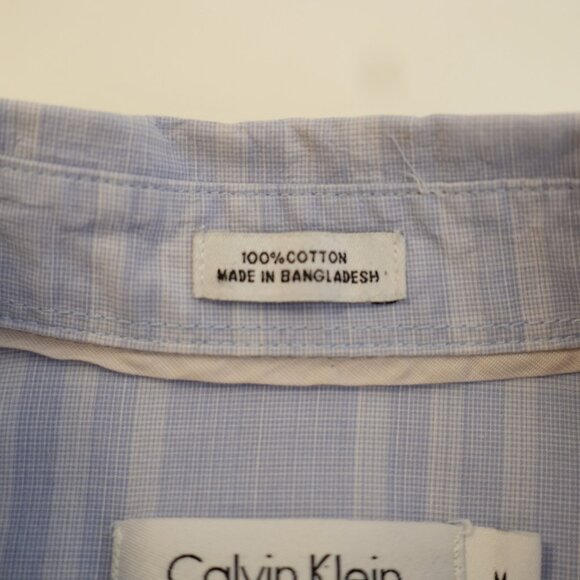 100% COTTON
MADE IN BANGLADESH
Calvin Klein
M